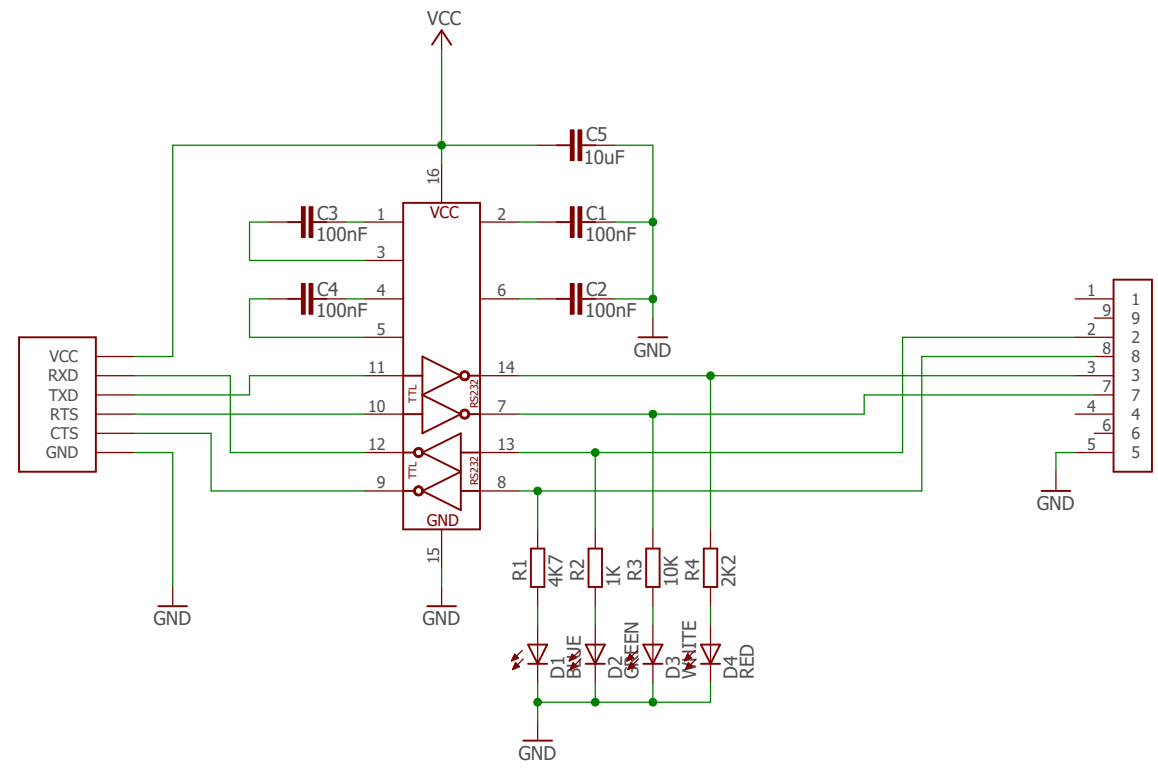 VCC
C5
10uF
16
VCC
C3
100nF
1
2
C1
100nF
3
C4
100nF
4
6
C2
100nF
5
GND
VCC
RXD
TXD
RTS
CTS
GND
11
TTL
RS232
14
10
7
12
TTL
RS232
13
9
8
GND
15
1
1
9
9
2
2
8
8
3
3
7
7
4
4
6
6
5
5
GND
GND
GND
R1
4K7
R2
1K
R3
10K
R4
2K2
D1
BLUE
D2
GREEN
D3
WHITE
D4
RED
GND